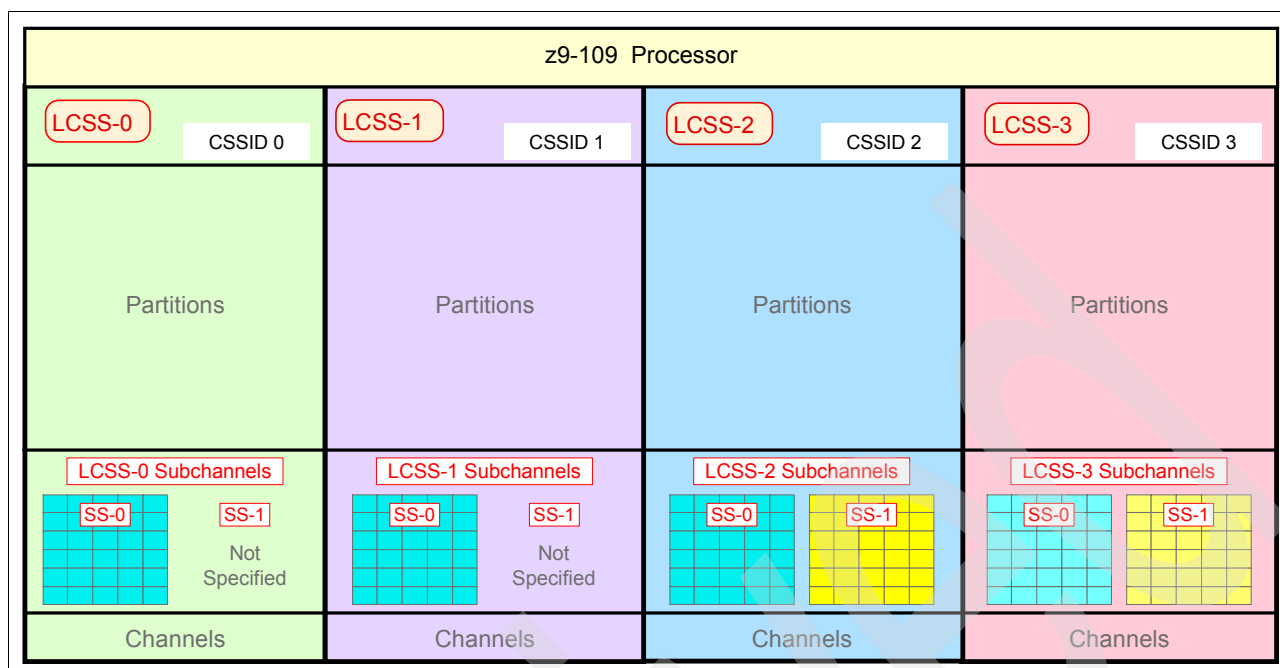 z9-109 Processor
LCSS-0
CSSID 0
LCSS-1
CSSID 1
LCSS-2
CSSID 2
LCSS-3
CSSID 3
Partitions
Partitions
Partitions
Partitions
LCSS-0 Subchannels
SS-0
SS-1
Not
Specified
LCSS-1 Subchannels
SS-0
SS-1
Not
Specified
LCSS-2 Subchannels
SS-0
SS-1
LCSS-3 Subchannels
SS-0
SS-1
Channels
Channels
Channels
Channels